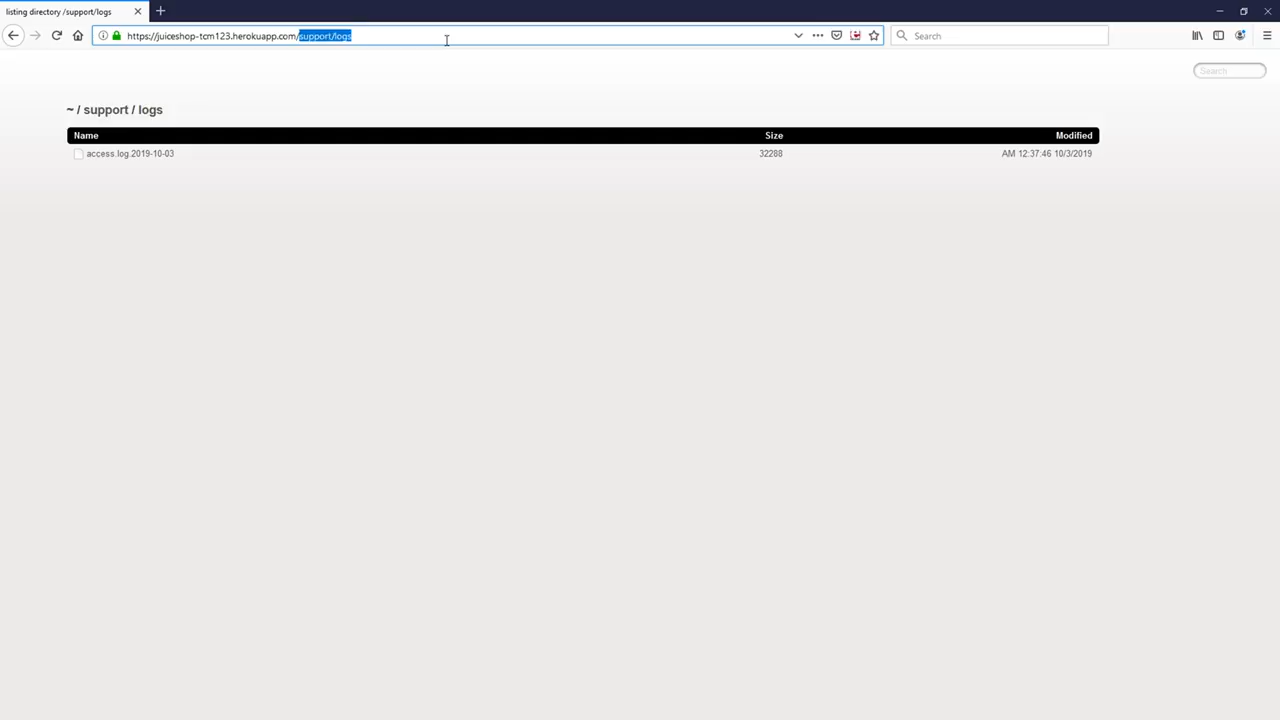 listing directory /support/logs
https://juiceshop-tcm123.herokuapp.com/support/logs
Search
Search
~ / support / logs
Name Size Modified
access.log.2019-10-03 32288 AM 12:37:46 10/3/2019